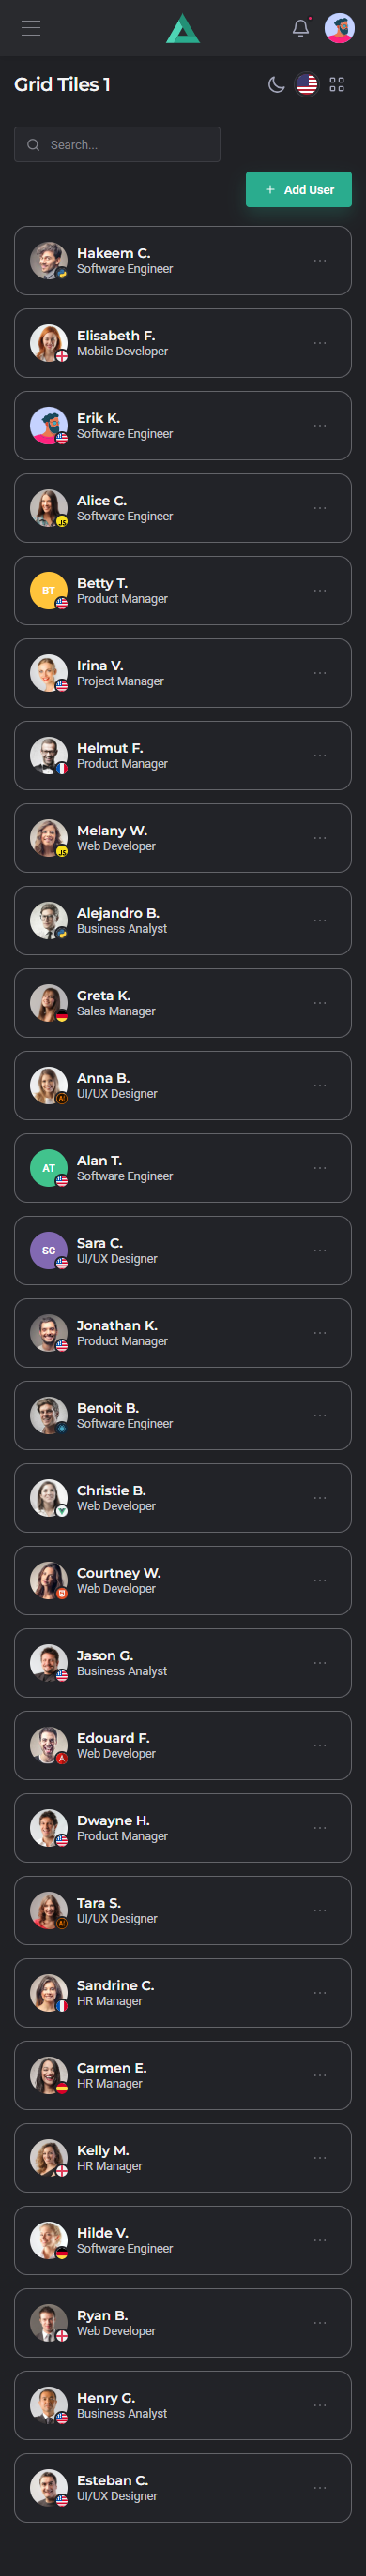 Grid Tiles 1
Search...
Add User
Hakeem C.
Software Engineer
Elisabeth F.
Mobile Developer
Erik K.
Software Engineer
Alice C.
Software Engineer
JS
BT
Betty T.
Product Manager
Irina V.
Project Manager
Helmut F.
Product Manager
Melany W.
Web Developer
JS
Alejandro B.
Business Analyst
Greta K.
Sales Manager
Anna B.
UI/UX Designer
Ai
AT
Alan T.
Software Engineer
SC
Sara C.
UI/UX Designer
Jonathan K.
Product Manager
Benoit B.
Software Engineer
Christie B.
Web Developer
Courtney W.
Web Developer
Jason G.
Business Analyst
Edouard F.
Web Developer
Dwayne H.
Product Manager
Tara S.
UI/UX Designer
Ai
Sandrine C.
HR Manager
Carmen E.
HR Manager
Kelly M.
HR Manager
Hilde V.
Software Engineer
Ryan B.
Web Developer
Henry G.
Business Analyst
Esteban C.
UI/UX Designer